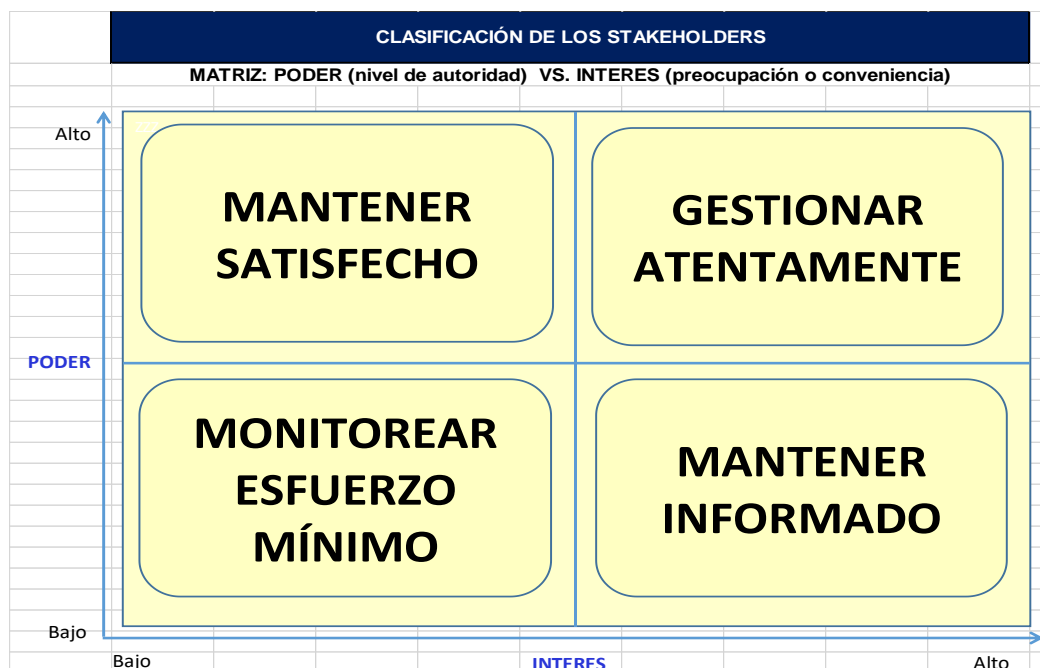 CLASIFICACIÓN DE LOS STAKEHOLDERS
MATRIZ: PODER (nivel de autoridad) VS. INTERES (preocupación o conveniencia)
Alto
MANTENER
SATISFECHO
GESTIONAR
ATENTAMENTE
PODER
MONITOREAR
ESFUERZO
MÍNIMO
MANTENER
INFORMADO
Bajo
Bajo
INTERES
Alto